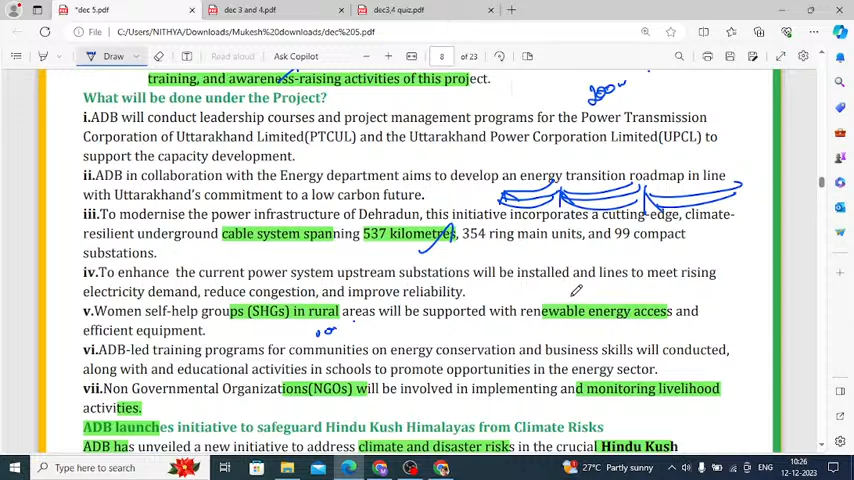 *dec 5.pdf
dec 3 and 4.pdf
dec3,4 quiz.pdf
File
C:/Users/NITHYA/Downloads/Mukesh%20downloads/dec%205.pdf
Draw
Read aloud
Ask Copilot
8
of 23
training, and awareness-raising activities of this project.
What will be done under the Project?
i.ADB will conduct leadership courses and project management programs for the Power Transmission
Corporation of Uttarakhand Limited(PTCUL) and the Uttarakhand Power Corporation Limited(UPCL) to
support the capacity development.
ii.ADB in collaboration with the Energy department aims to develop an energy transition roadmap in line
with Uttarakhand's commitment to a low carbon future.
iii.To modernise the power infrastructure of Dehradun, this initiative incorporates a cutting-edge, climate-
resilient underground cable system spanning 537 kilometres, 354 ring main units, and 99 compact
substations.
iv.To enhance the current power system upstream substations will be installed and lines to meet rising
electricity demand, reduce congestion, and improve reliability.
v.Women self-help groups (SHGs) in rural areas will be supported with renewable energy access and
efficient equipment.
vi.ADB-led training programs for communities on energy conservation and business skills will conducted,
along with and educational activities in schools to promote opportunities in the energy sector.
vii.Non Governmental Organizations(NGOs) will be involved in implementing and monitoring livelihood
activities.
ADB launches initiative to safeguard Hindu Kush Himalayas from Climate Risks
ADB has unveiled a new initiative to address climate and disaster risks in the crucial Hindu Kush
Type here to search
27°C Partly sunny
ENG
10:26
12-12-2023